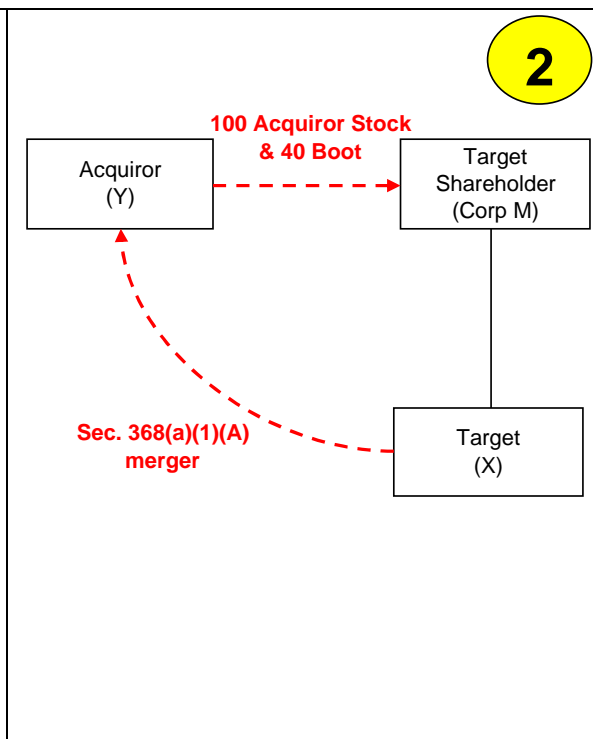 2
100 Acquiror Stock
& 40 Boot
Acquiror
(Y)
Target
Shareholder
(Corp M)
Sec. 368(a)(1)(A)
merger
Target
(X)